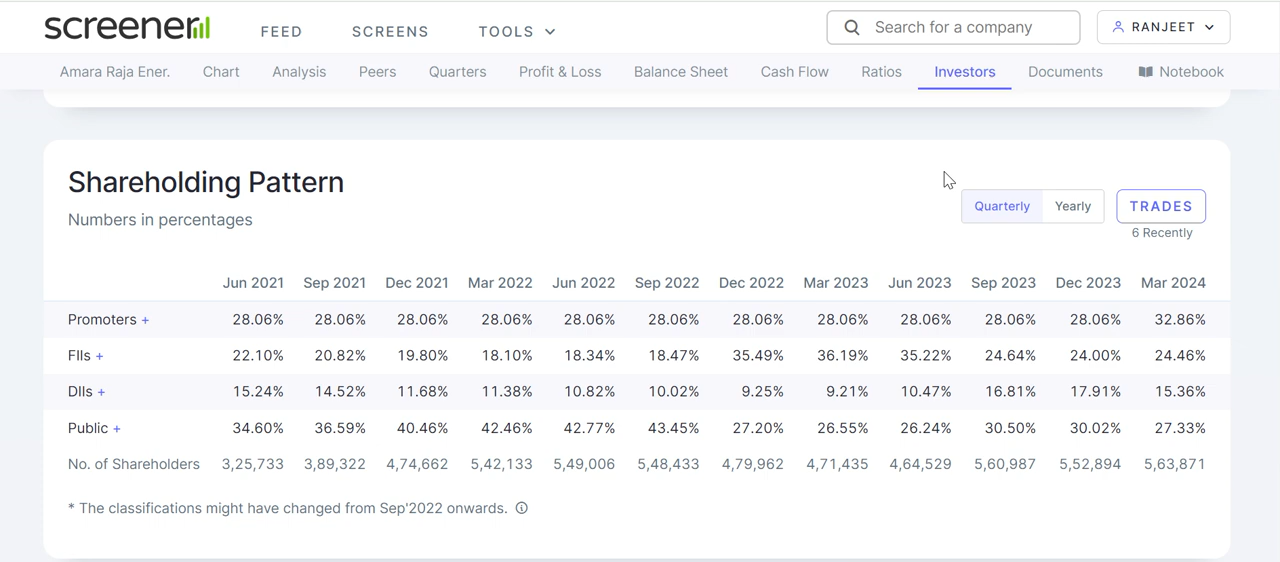 screener
FEED SCREENS TOOLS Search for a company RANJEET
Amara Raja Ener. Chart Analysis Peers Quarters Profit & Loss Balance Sheet Cash Flow Ratios Investors Documents Notebook
Shareholding Pattern
Numbers in percentages
Quarterly Yearly TRADES
6 Recently
Jun 2021 Sep 2021 Dec 2021 Mar 2022 Jun 2022 Sep 2022 Dec 2022 Mar 2023 Jun 2023 Sep 2023 Dec 2023 Mar 2024
Promoters + 28.06% 28.06% 28.06% 28.06% 28.06% 28.06% 28.06% 28.06% 28.06% 28.06% 28.06% 32.86%
FIIs + 22.10% 20.82% 19.80% 18.10% 18.34% 18.47% 35.49% 36.19% 35.22% 24.64% 24.00% 24.46%
DIIs + 15.24% 14.52% 11.68% 11.38% 10.82% 10.02% 9.25% 9.21% 10.47% 16.81% 17.91% 15.36%
Public + 34.60% 36.59% 40.46% 42.46% 42.77% 43.45% 27.20% 26.55% 26.24% 30.50% 30.02% 27.33%
No. of Shareholders 3,25,733 3,89,322 4,74,662 5,42,133 5,49,006 5,48,433 4,79,962 4,71,435 4,64,529 5,60,987 5,52,894 5,63,871
* The classifications might have changed from Sep'2022 onwards.